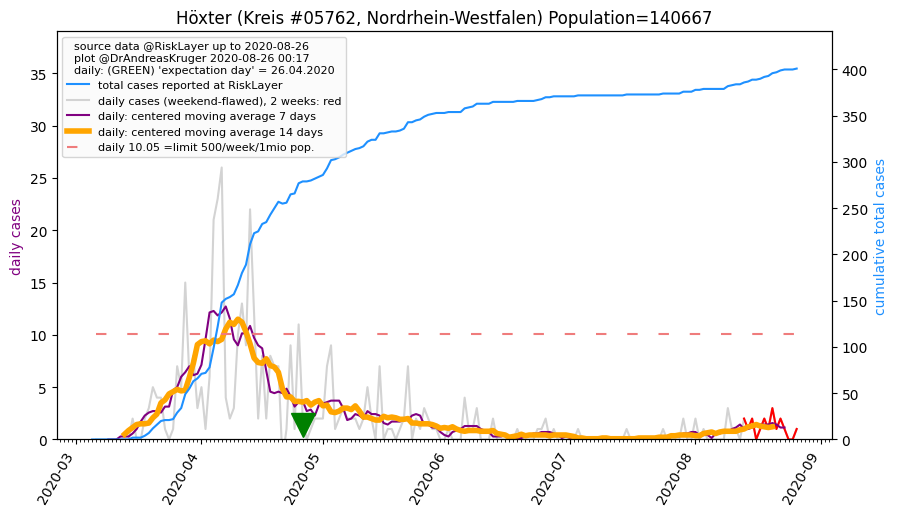 Höxter (Kreis #05762, Nordrhein-Westfalen) Population=140667
source data @RiskLayer up to 2020-08-26
plot @DrAndreasKruger 2020-08-26 00:17
daily: (GREEN) 'expectation day' = 26.04.2020
total cases reported at RiskLayer
daily cases (weekend-flawed), 2 weeks: red
daily: centered moving average 7 days
daily: centered moving average 14 days
daily 10.05 =limit 500/week/1mio pop.
daily cases
35
30
25
20
15
10
5
0
400
350
300
250
200
150
100
50
0
cumulative total cases
2020-03
2020-04
2020-05
2020-06
2020-07
2020-08
2020-09